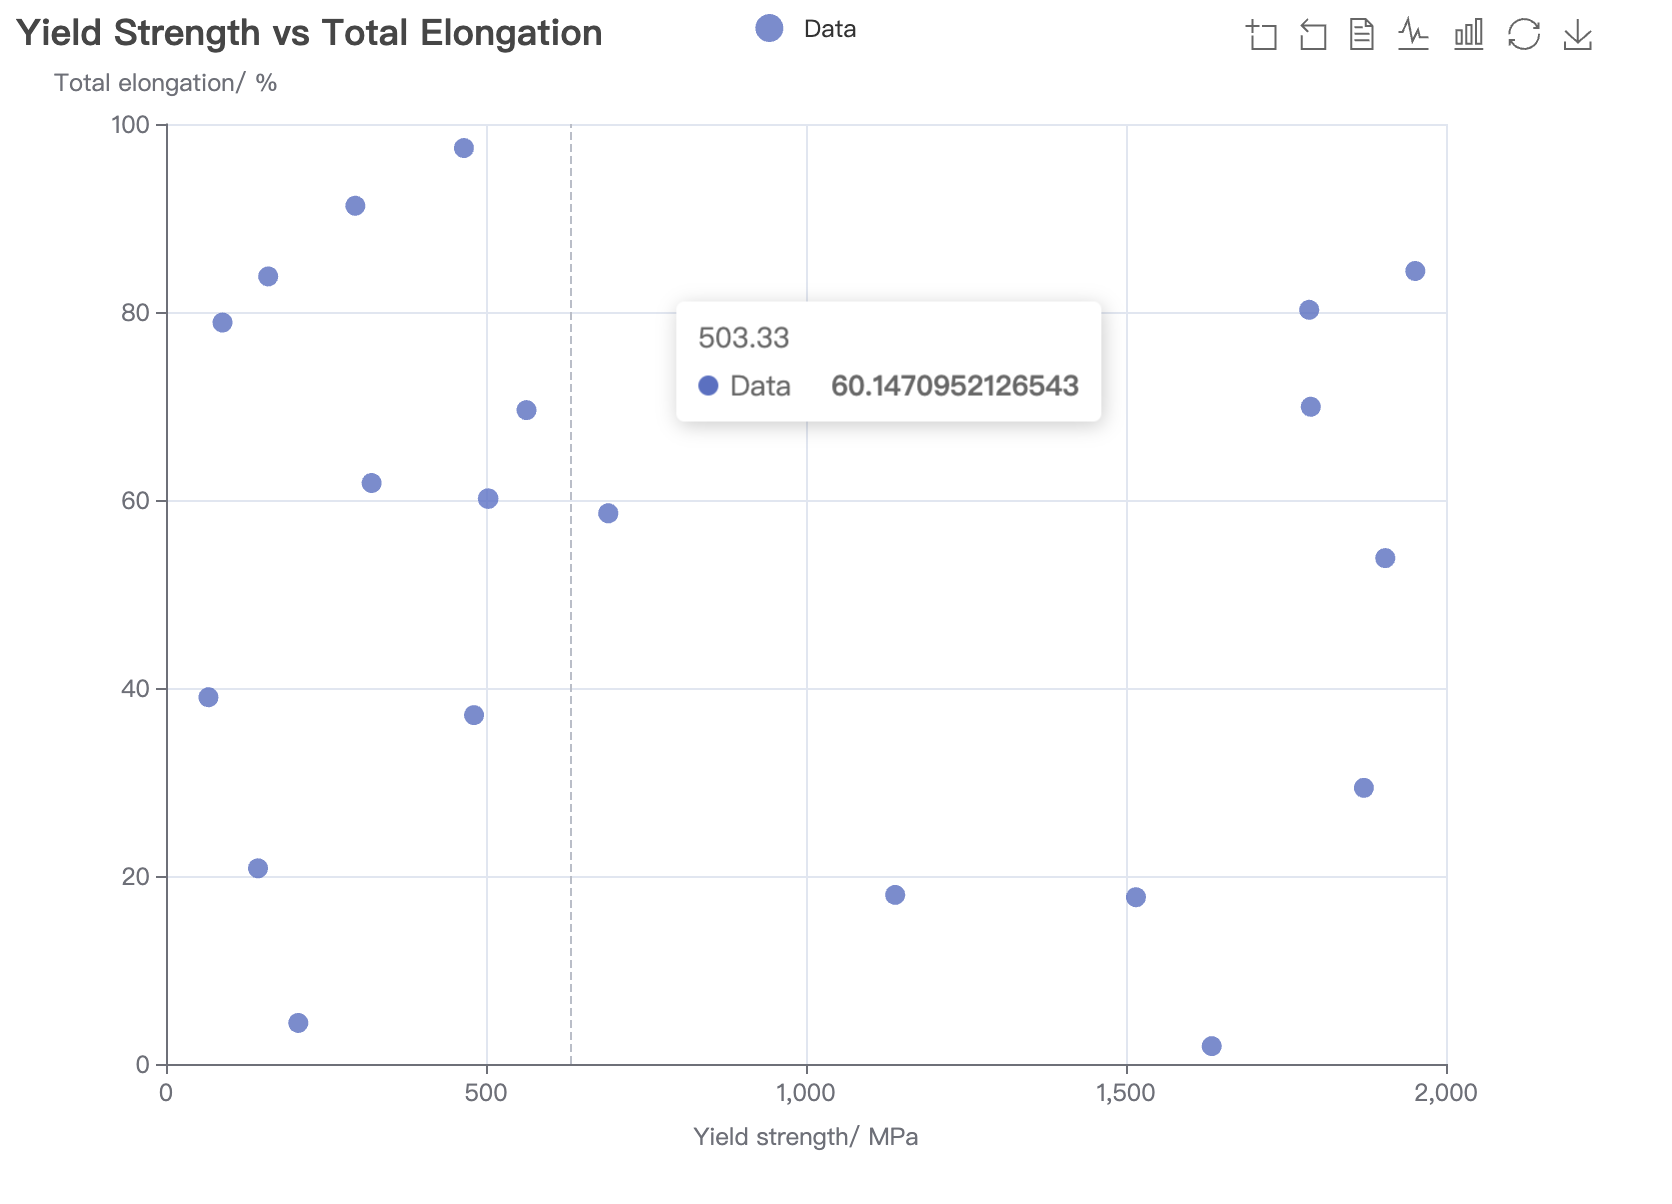 Yield Strength vs Total Elongation
Data
Total elongation/ %
100
80
60
40
20
0
503.33
Data 60.1470952126543
0 500 1,000 1,500 2,000
Yield strength/ MPa